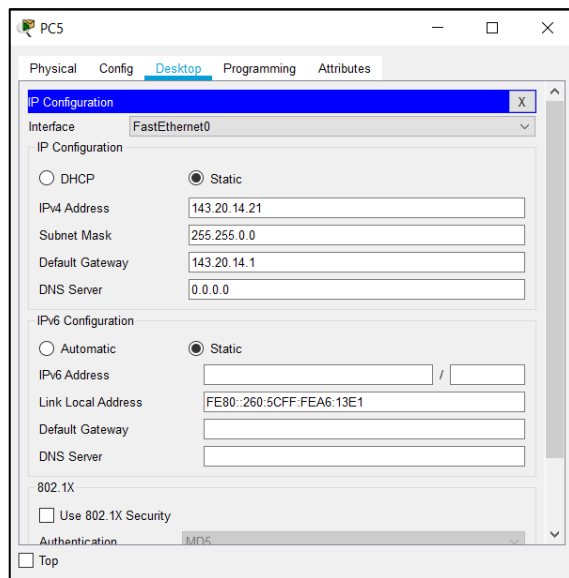 PC5
Physical Config Desktop Programming Attributes
IP Configuration X
Interface FastEthernet0
IP Configuration
DHCP Static
IPv4 Address 143.20.14.21
Subnet Mask 255.255.0.0
Default Gateway 143.20.14.1
DNS Server 0.0.0.0
IPv6 Configuration
Automatic Static
IPv6 Address /
Link Local Address FE80::260:5CFF:FEA6:13E1
Default Gateway
DNS Server
802.1X
Use 802.1X Security
Authentication MD5
Top